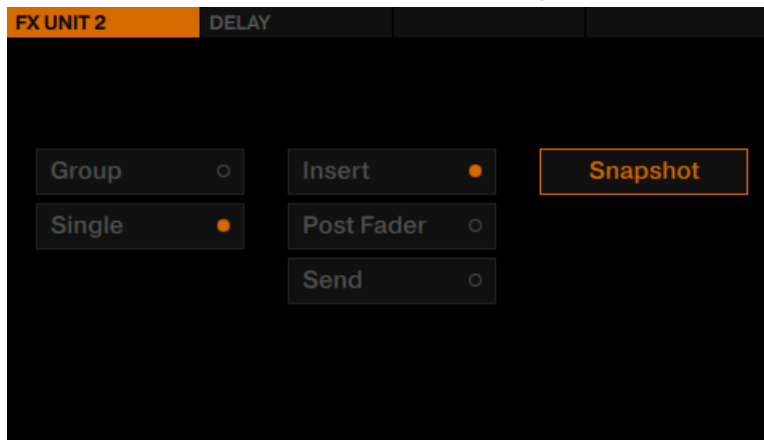 FX UNIT 2 DELAY
Group Insert Snapshot
Single Post Fader
Send